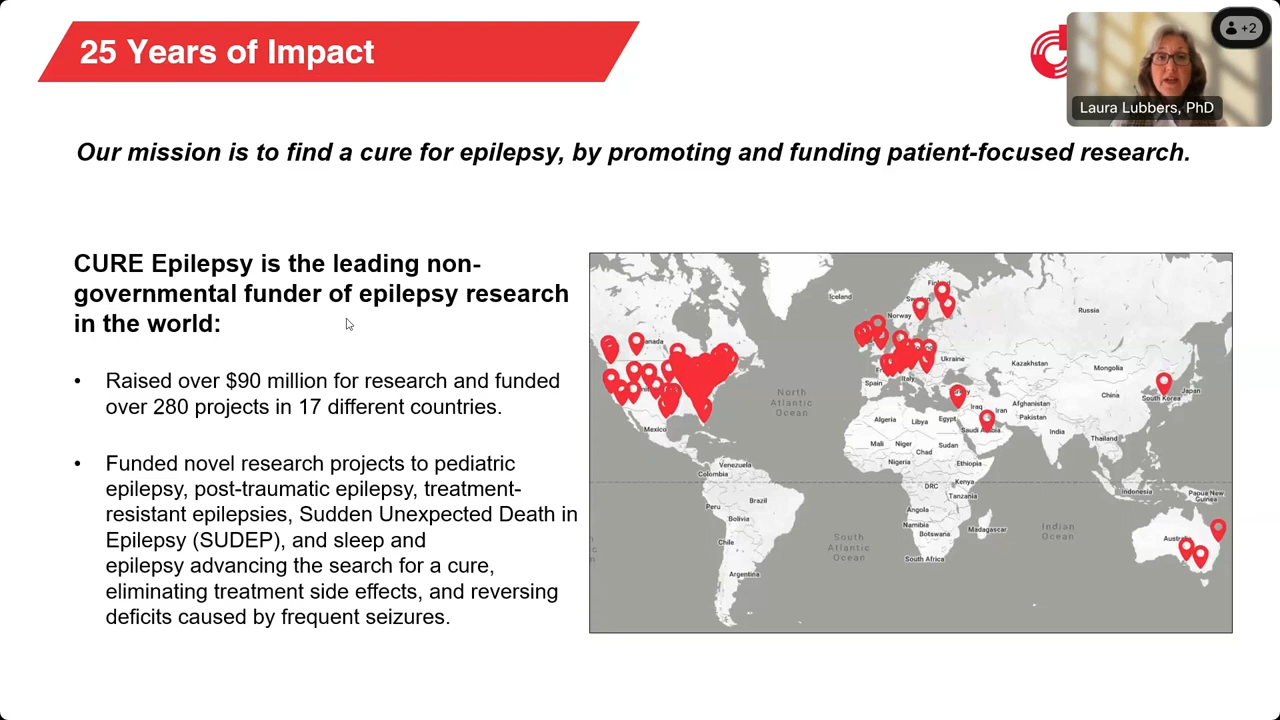 25 Years of Impact
+2
Laura Lubbers, PhD
Our mission is to find a cure for epilepsy, by promoting and funding patient-focused research.
CURE Epilepsy is the leading non-
governmental funder of epilepsy research
in the world:
• Raised over $90 million for research and funded
over 280 projects in 17 different countries.
• Funded novel research projects to pediatric
epilepsy, post-traumatic epilepsy, treatment-
resistant epilepsies, Sudden Unexpected Death in
Epilepsy (SUDEP), and sleep and
epilepsy advancing the search for a cure,
eliminating treatment side effects, and reversing
deficits caused by frequent seizures.
Iceland
Norway
Russia
Ukraine
Kazakhstan
Mongolia
Spain
Italy
North
Atlantic
Ocean
China
Japan
South Korea
Afghanistan
Iraq
Iran
Pakistan
Algeria
Libya
Egypt
Mexico
India
Thailand
Mali
Niger
Chad
Sudan
Nigeria
Ethiopia
Venezuela
Colombia
DRC
Kenya
Tanzania
Indonesia
Papua New
Guinea
Peru
Brazil
Bolivia
Angola
Namibia
Botswana
Madagascar
Indian
Ocean
South
Atlantic
Ocean
Chile
South Africa
Argentina